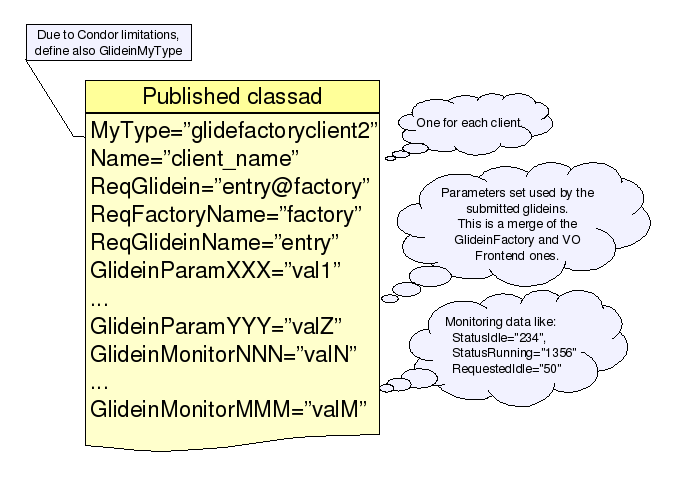 Due to Condor limitations,
define also GlideinMyType
Published classad
MyType=”glidefactoryclient2”
Name=”client_name”
ReqGlidein=”entry@factory”
ReqFactoryName=”factory”
ReqGlideinName=”entry”
GlideinParamXXX=”val1”
...
GlideinParamYYY=”valZ”
GlideinMonitorNNN=”valN”
...
GlideinMonitorMMM=”valM”
One for each client.
Parameters set used by the
submitted glideins.
This is a merge of the
GlideinFactory and VO
Frontend ones.
Monitoring data like:
StatusIdle="234",
StatusRunning="1356"
RequestedIdle="50"